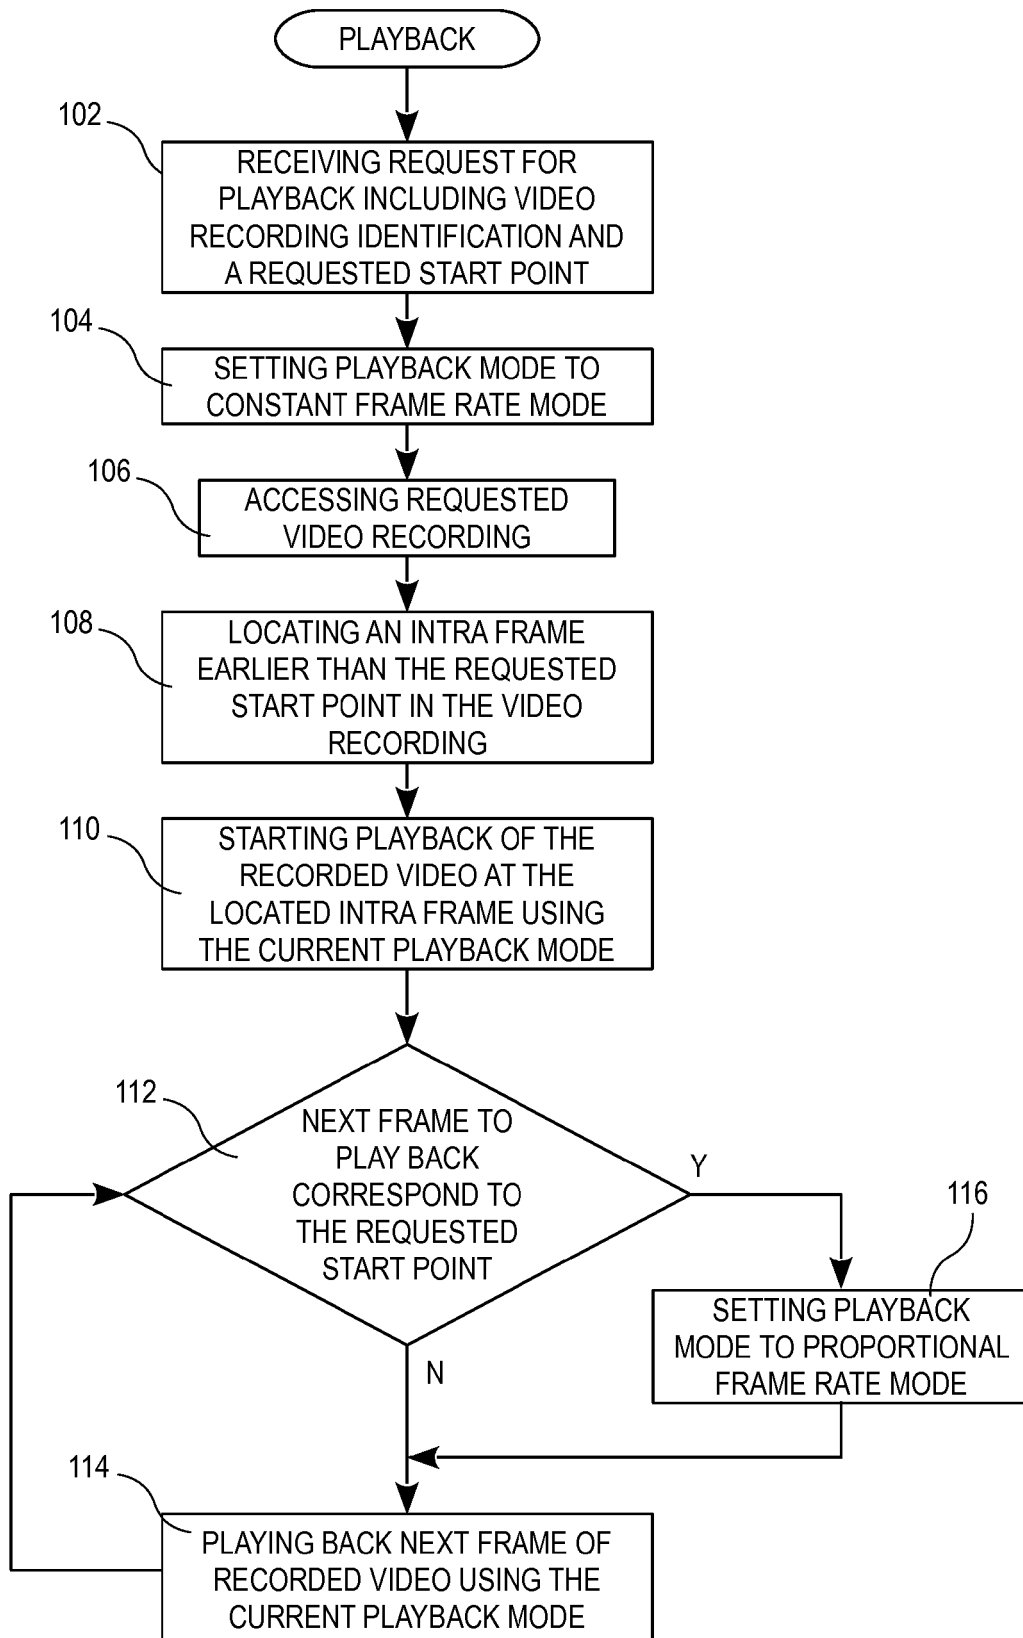 PLAYBACK
102
RECEIVING REQUEST FOR
PLAYBACK INCLUDING VIDEO
RECORDING IDENTIFICATION AND
A REQUESTED START POINT
104
SETTING PLAYBACK MODE TO
CONSTANT FRAME RATE MODE
106
ACCESSING REQUESTED
VIDEO RECORDING
108
LOCATING AN INTRA FRAME
EARLIER THAN THE REQUESTED
START POINT IN THE VIDEO
RECORDING
110
STARTING PLAYBACK OF THE
RECORDED VIDEO AT THE
LOCATED INTRA FRAME USING
THE CURRENT PLAYBACK MODE
112
NEXT FRAME TO
PLAY BACK
CORRESPOND TO
THE REQUESTED
START POINT
Y
116
SETTING PLAYBACK
MODE TO PROPORTIONAL
FRAME RATE MODE
N
114
PLAYING BACK NEXT FRAME OF
RECORDED VIDEO USING THE
CURRENT PLAYBACK MODE